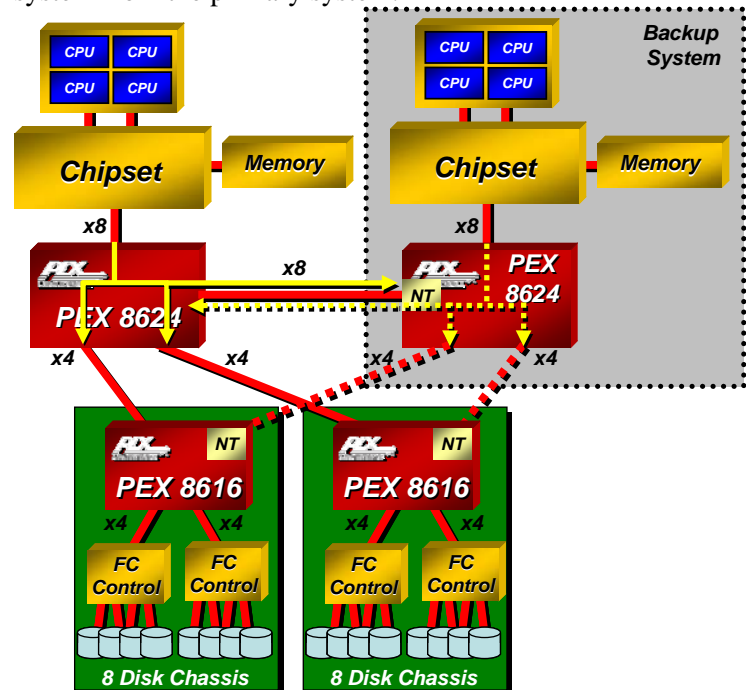 Backup
System
CPU CPU
CPU CPU
CPU CPU
CPU CPU
Chipset
Memory
Chipset
Memory
x8
x8
x8
PEX 8624
NT
PEX
8624
x4
x4
x4
x4
NT
PEX 8616
NT
PEX 8616
x4
x4
x4
x4
FC
Control
FC
Control
FC
Control
FC
Control
8 Disk Chassis
8 Disk Chassis